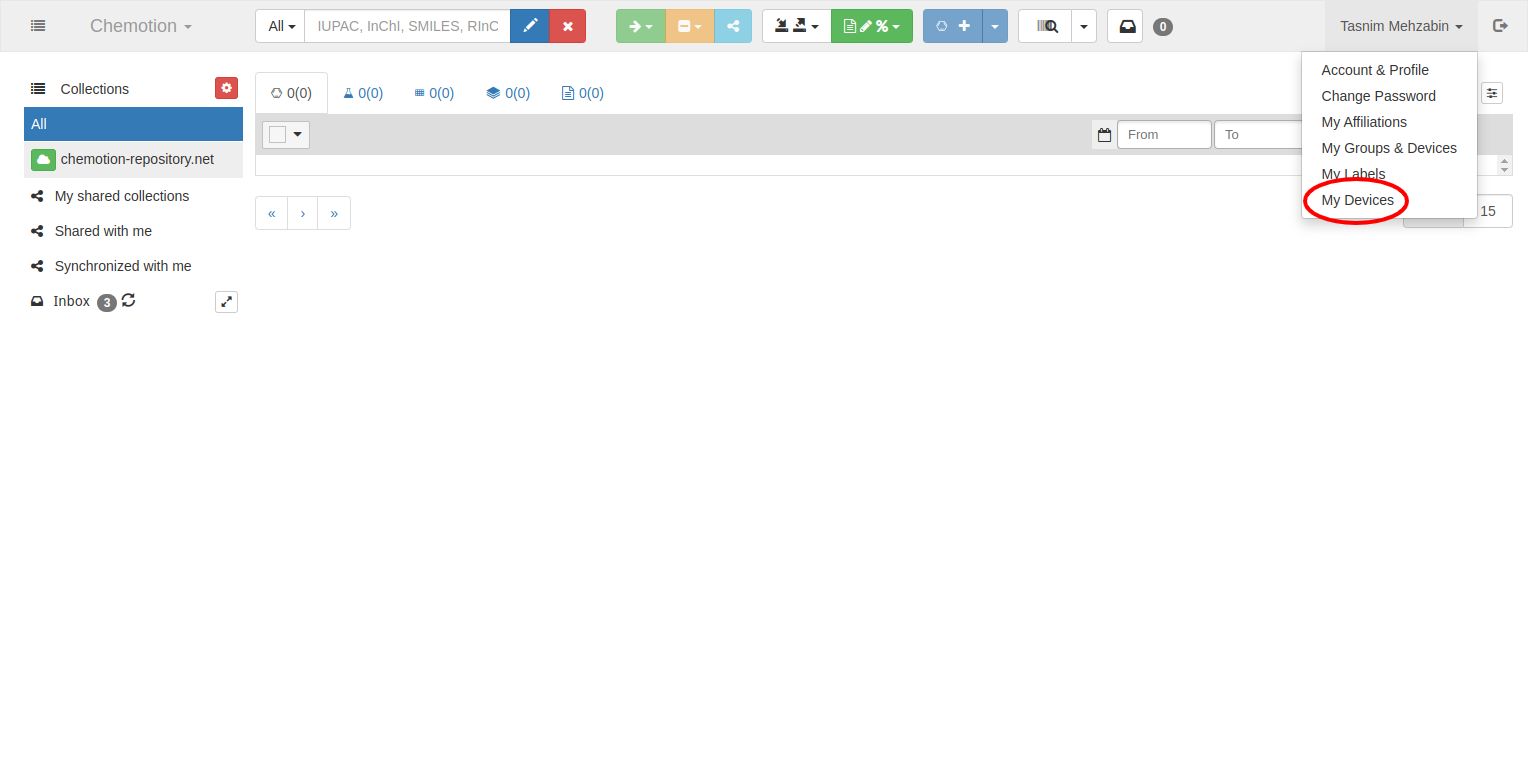 Chemotion
All
IUPAC, InChI, SMILES, RInC
0
Tasnim Mehzabin
Account & Profile
Change Password
My Affiliations
My Groups & Devices
My Labels
My Devices
Collections
All
chemotion-repository.net
My shared collections
Shared with me
Synchronized with me
Inbox 3
0(0) 0(0) 0(0) 0(0) 0(0)
From To
« › »
15